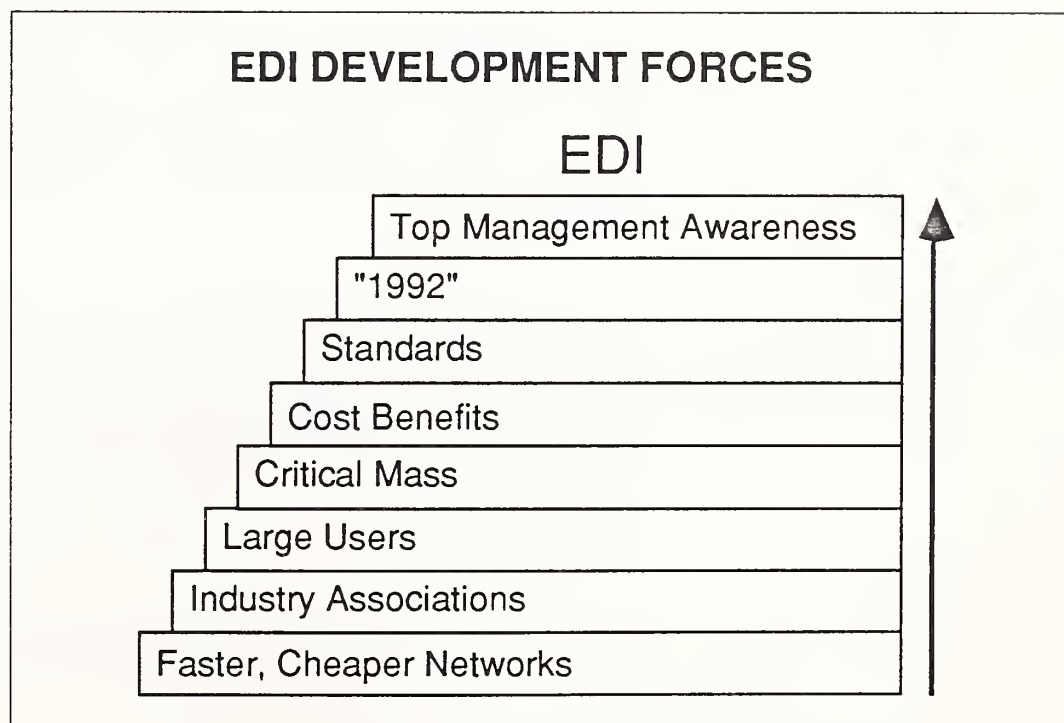 EDI DEVELOPMENT FORCES
EDI
Top Management Awareness
"1992"
Standards
Cost Benefits
Critical Mass
Large Users
Industry Associations
Faster, Cheaper Networks